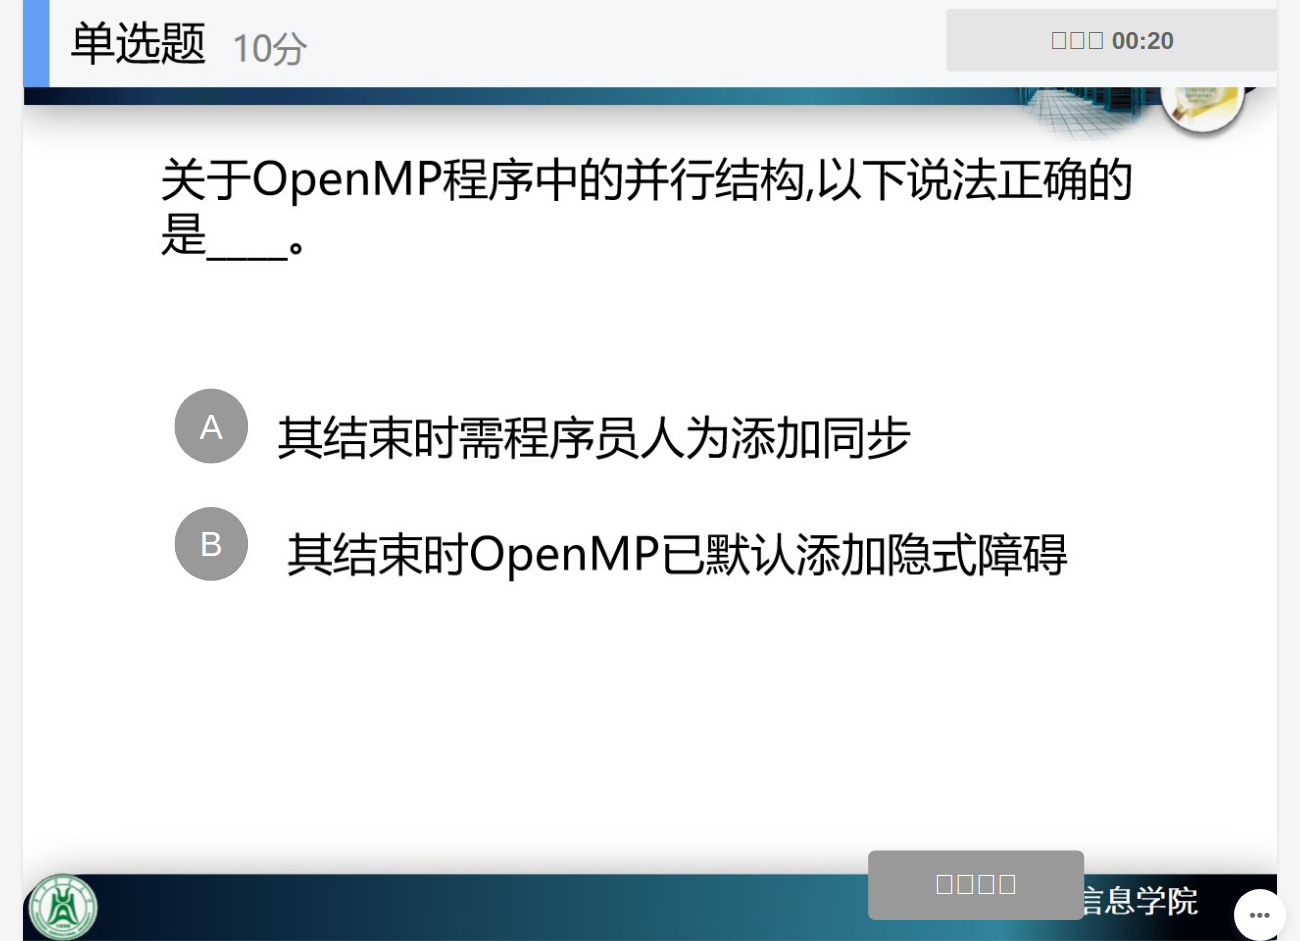 单选题 10分
00:20
关于OpenMP程序中的并行结构,以下说法正确的
是____。
A 其结束时需程序员人为添加同步
B 其结束时OpenMP已默认添加隐式障碍
信息学院